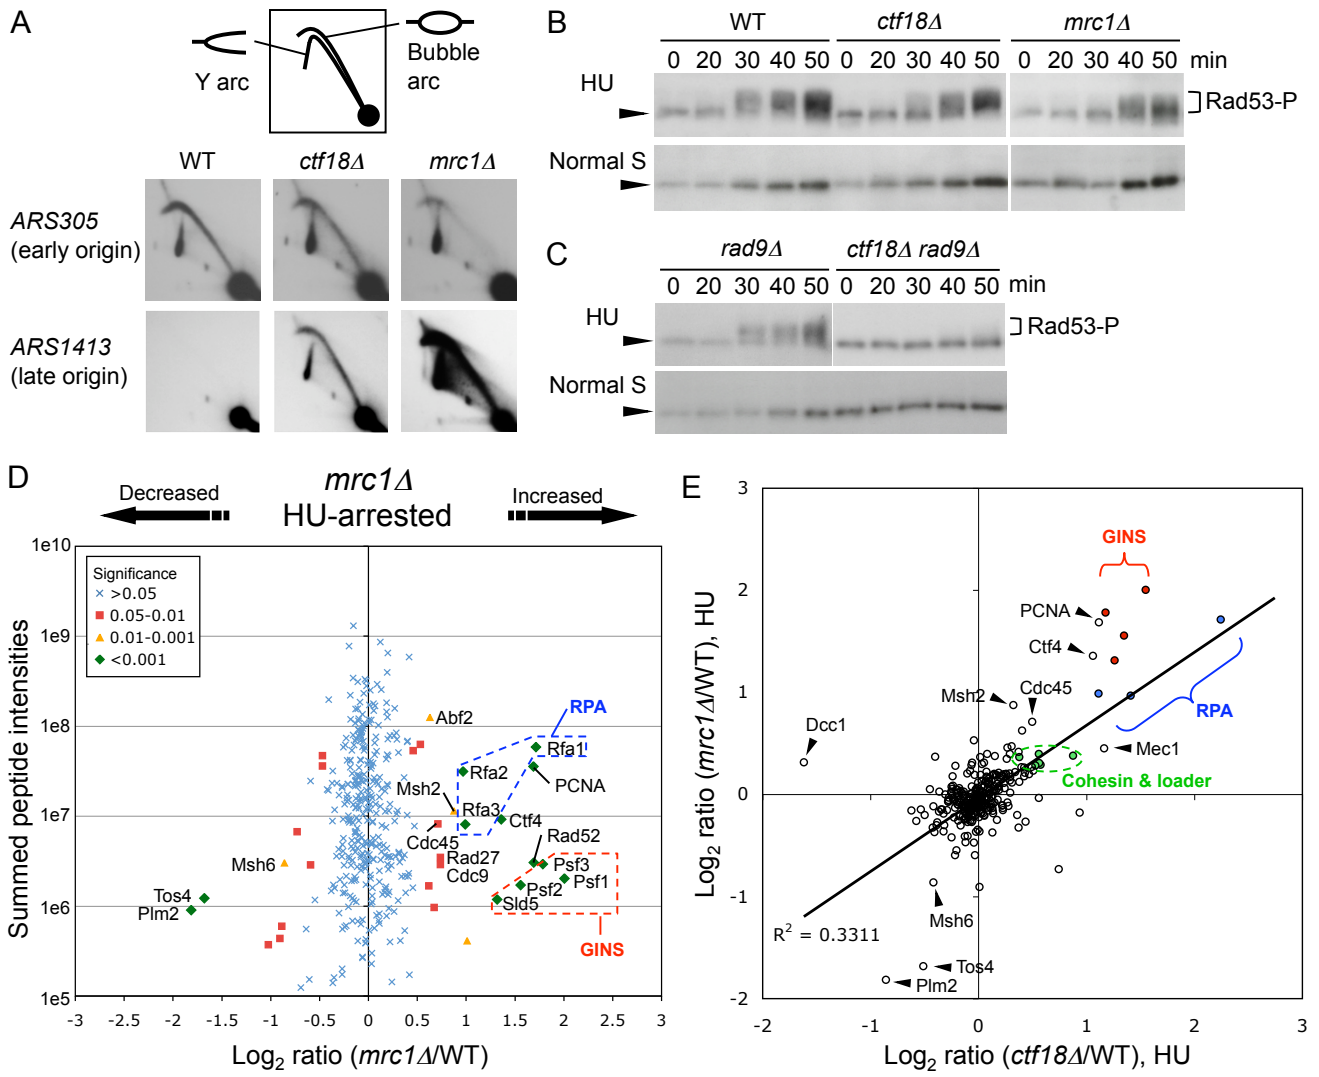 A
Y arc
Bubble
arc
WT ctf18Δ mrc1Δ
ARS305
(early origin)
ARS1413
(late origin)
B
WT ctf18Δ mrc1Δ
0 20 30 40 50 0 20 30 40 50 0 20 30 40 50 min
HU
Rad53-P
Normal S
C
rad9Δ ctf18Δ rad9Δ
0 20 30 40 50 0 20 30 40 50 min
HU
Rad53-P
Normal S
D
mrc1Δ
HU-arrested
Decreased
Increased
Significance
>0.05
0.05-0.01
0.01-0.001
<0.001
Summed peptide intensities
1e10
1e9
1e8
1e7
1e6
1e5
Abf2
RPA
Rfa1
Rfa2
PCNA
Msh2
Rfa3
Ctf4
Cdc45
Rad52
Rad27
Cdc9
Psf3
Psf1
Psf2
Sld5
GINS
Msh6
Tos4
Plm2
-3 -2.5 -2 -1.5 -1 -0.5 0 0.5 1 1.5 2 2.5 3
Log2 ratio (mrc1Δ/WT)
E
Log2 ratio (mrc1Δ/WT), HU
3
2
1
0
-1
-2
GINS
PCNA
Ctf4
Cdc45
Msh2
RPA
Dcc1
Mec1
Cohesin & loader
Msh6
R2 = 0.3311
Tos4
Plm2
-2 -1 0 1 2 3
Log2 ratio (ctf18Δ/WT), HU